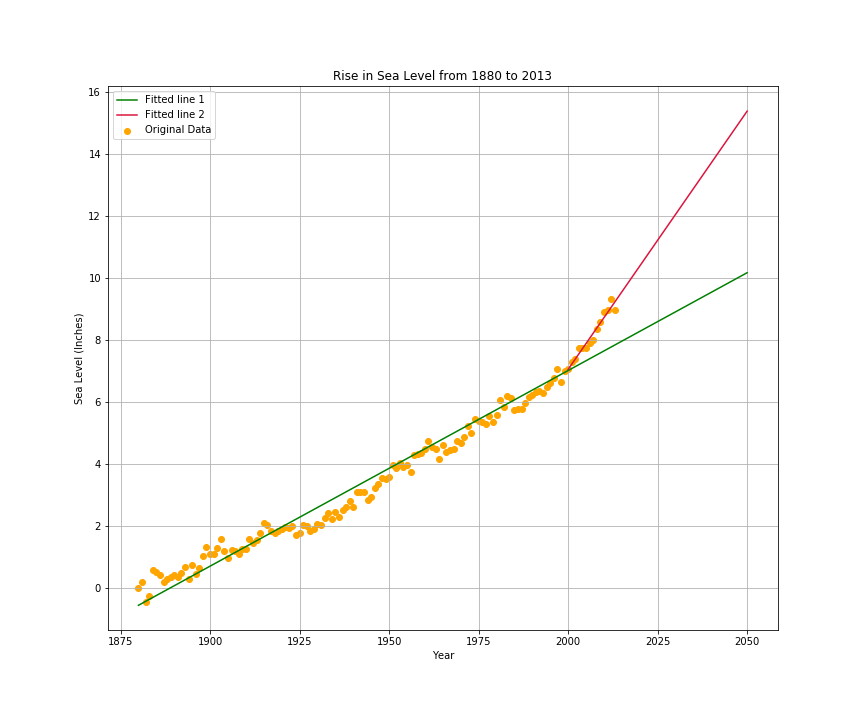 Rise in Sea Level from 1880 to 2013
Fitted line 1
Fitted line 2
Original Data
16
14
12
10
8
6
4
2
0
Sea Level (Inches)
1875
1900
1925
1950
1975
2000
2025
2050
Year